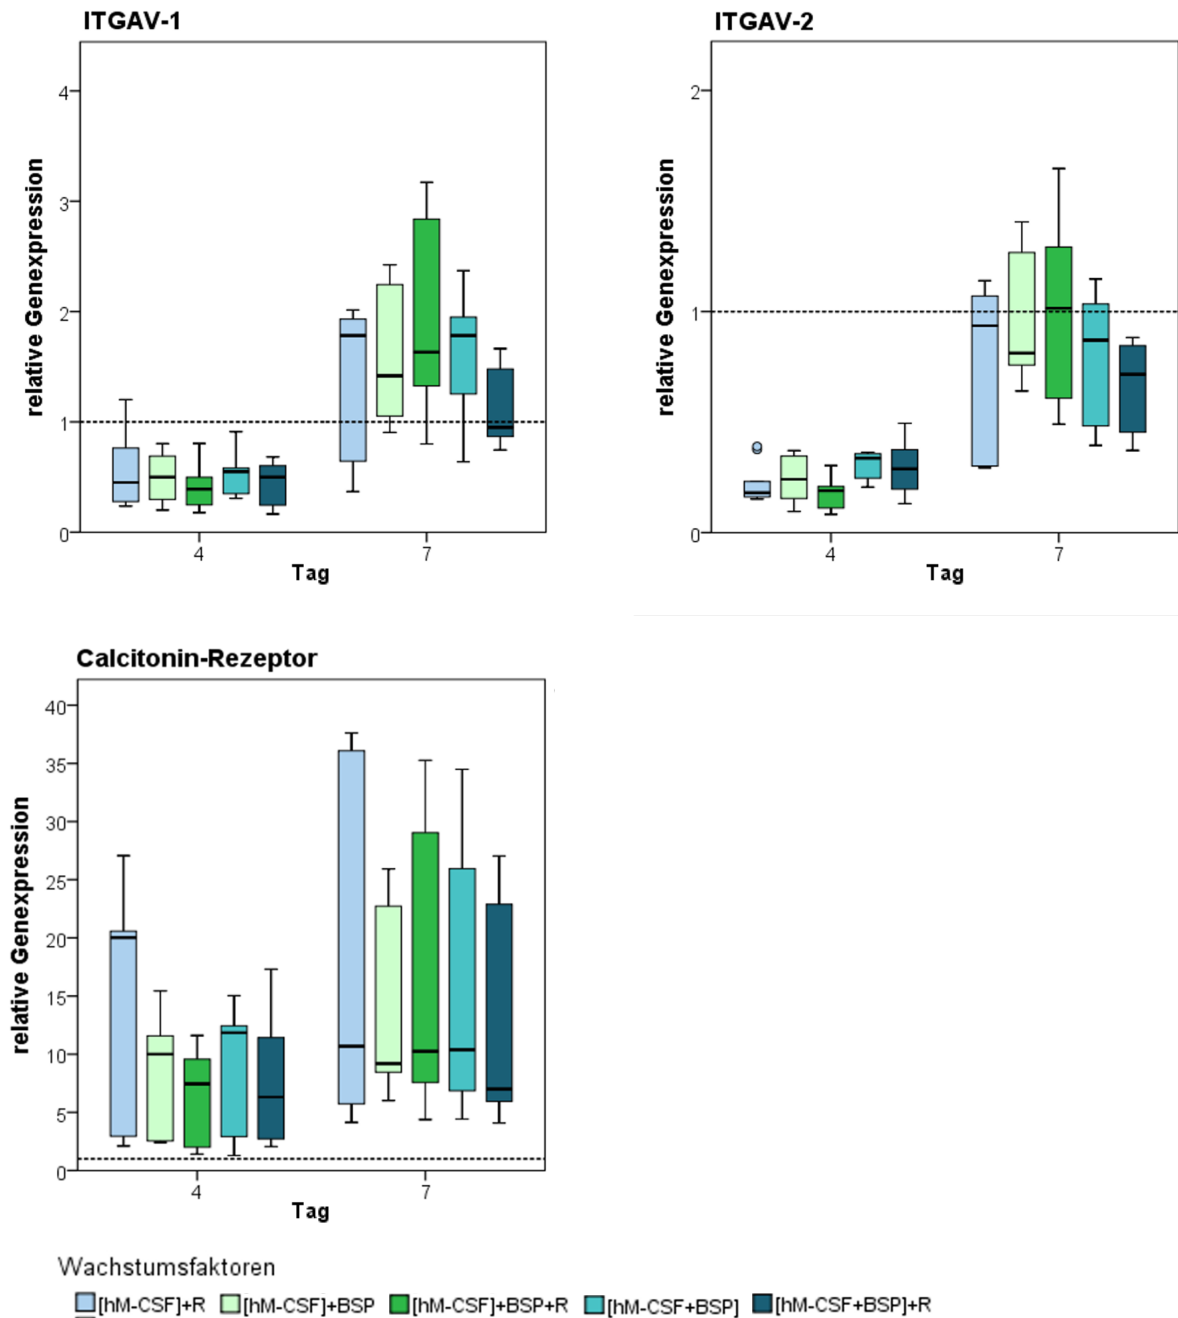 ITGAV-1
relative Genexpression
4
3
2
1
0
4 7
Tag
ITGAV-2
relative Genexpression
2
1
0
4 7
Tag
Calcitonin-Rezeptor
relative Genexpression
40
35
30
25
20
15
10
5
0
4 7
Tag
Wachstumsfaktoren
[hM-CSF]+R [hM-CSF]+BSP [hM-CSF]+BSP+R [hM-CSF+BSP] [hM-CSF+BSP]+R